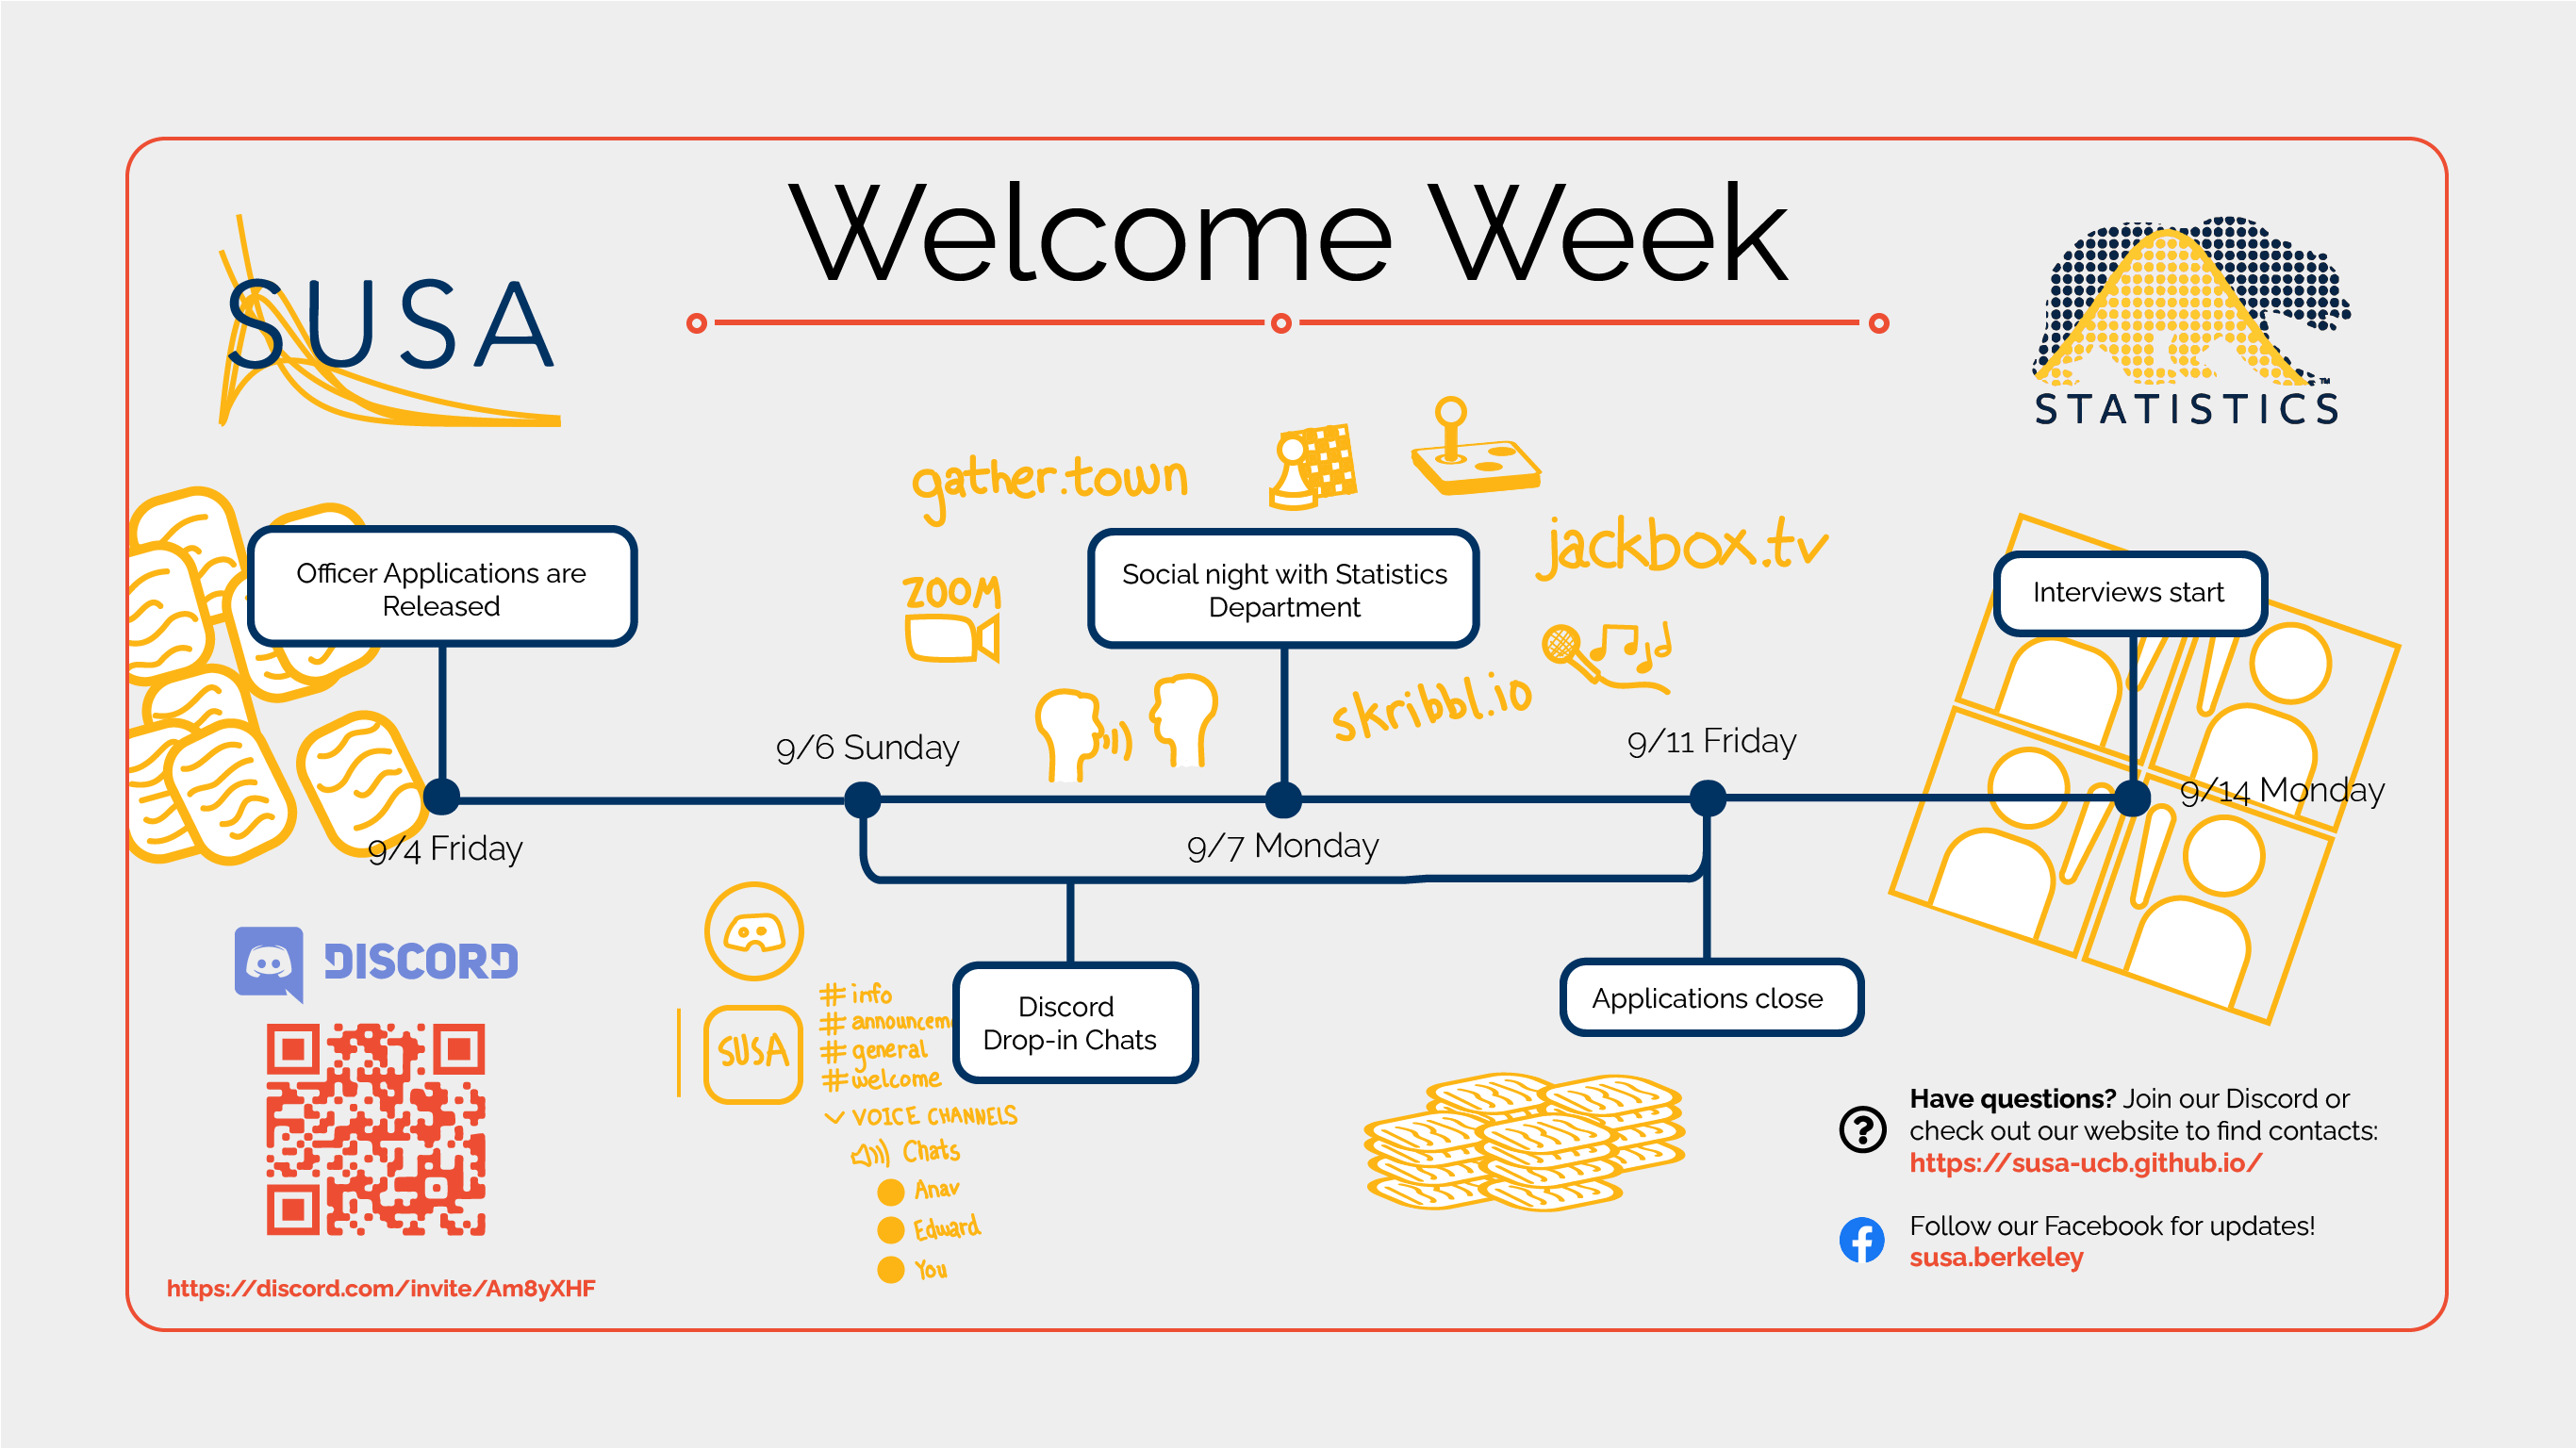 Welcome Week
SUSA
STATISTICS
TM
gather.town
jackbox.tv
ZOOM
skribbl.io
Officer Applications are
Released
Social night with Statistics
Department
Interviews start
9/4 Friday
9/6 Sunday
9/7 Monday
9/11 Friday
9/14 Monday
DISCORD
https://discord.com/invite/Am8yXHF
SUSA
# info
# announcem
# general
# welcome
VOICE CHANNELS
Chats
Anav
Edward
You
Discord
Drop-in Chats
Applications close
? Have questions? Join our Discord or
check out our website to find contacts:
https://susa-ucb.github.io/
f Follow our Facebook for updates!
susa.berkeley